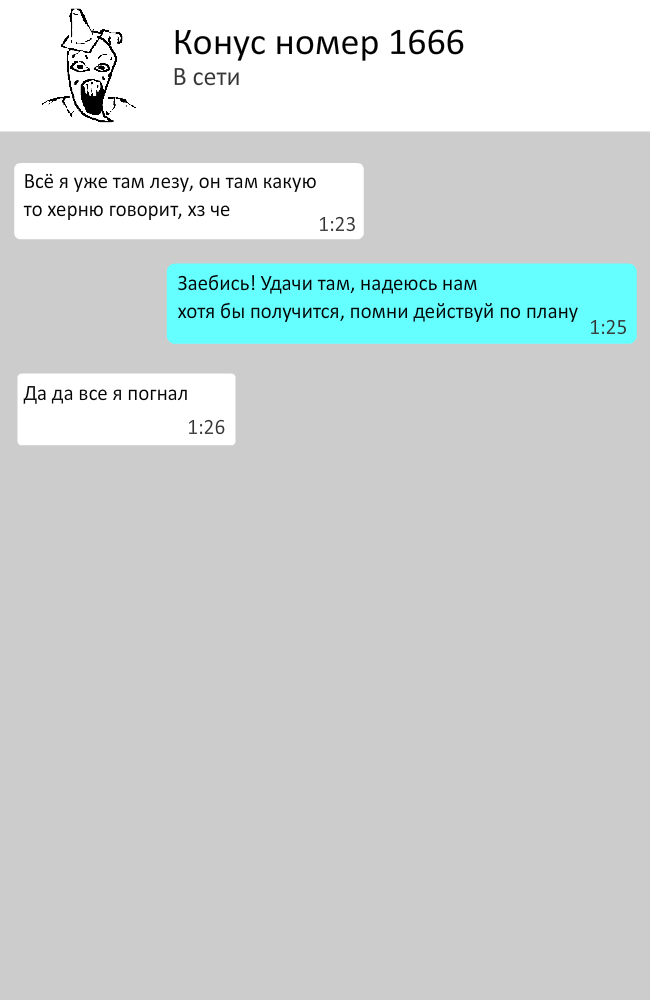 Конус номер 1666
В сети
Всё я уже там лезу, он там какую
то херню говорит, хз че
1:23
Заебись! Удачи там, надеюсь нам
хотя бы получится, помни действуй по плану
1:25
Да да все я погнал
1:26